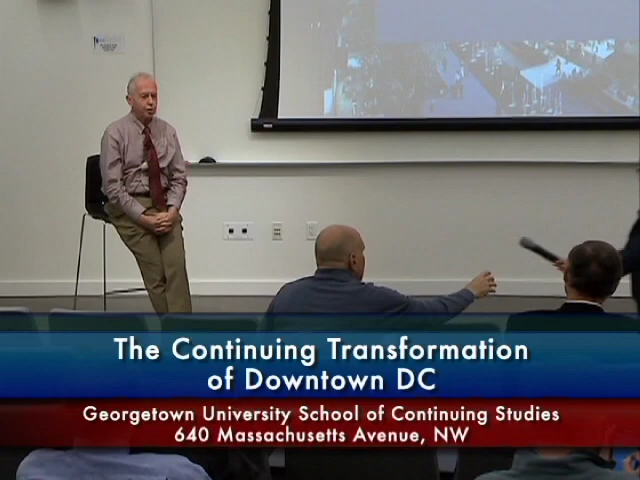 The Continuing Transformation
of Downtown DC
Georgetown University School of Continuing Studies
640 Massachusetts Avenue, NW